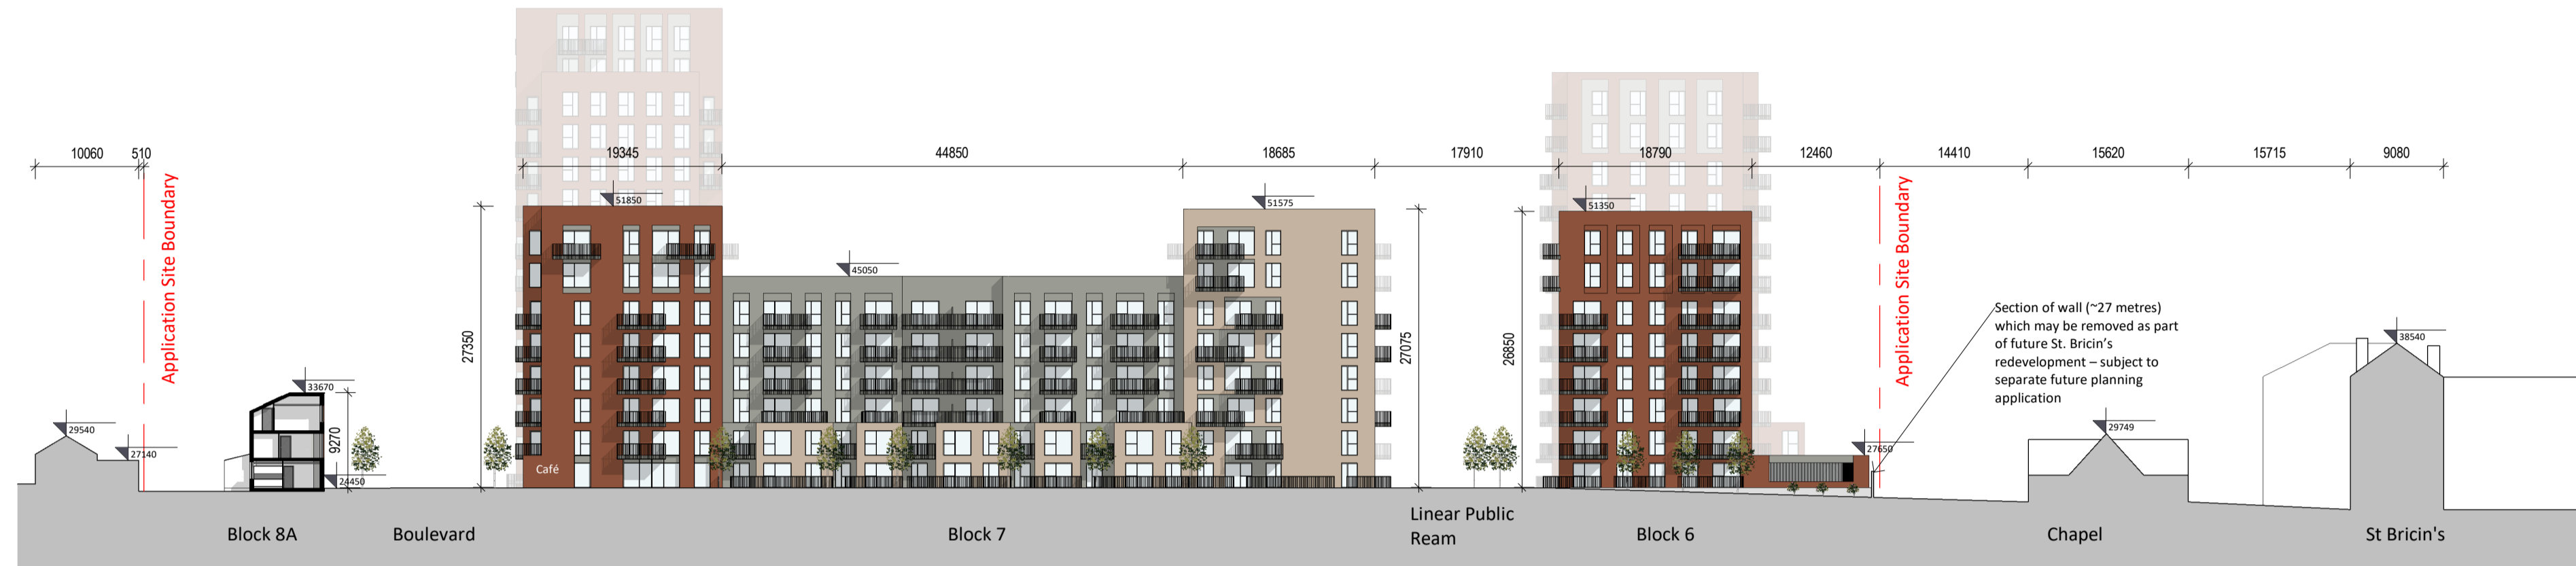 10060
510
19345
44850
18685
17910
18790
12460
14410
15620
15715
9080
Application Site Boundary
Application Site Boundary
51850
51575
51350
45050
27350
27075
26850
Section of wall (~27 metres)
which may be removed as part
of future St. Bricin’s
redevelopment – subject to
separate future planning
application
38540
33670
29540
27140
9270
24450
29749
27650
Café
Block 8A
Boulevard
Block 7
Linear Public
Ream
Block 6
Chapel
St Bricin's